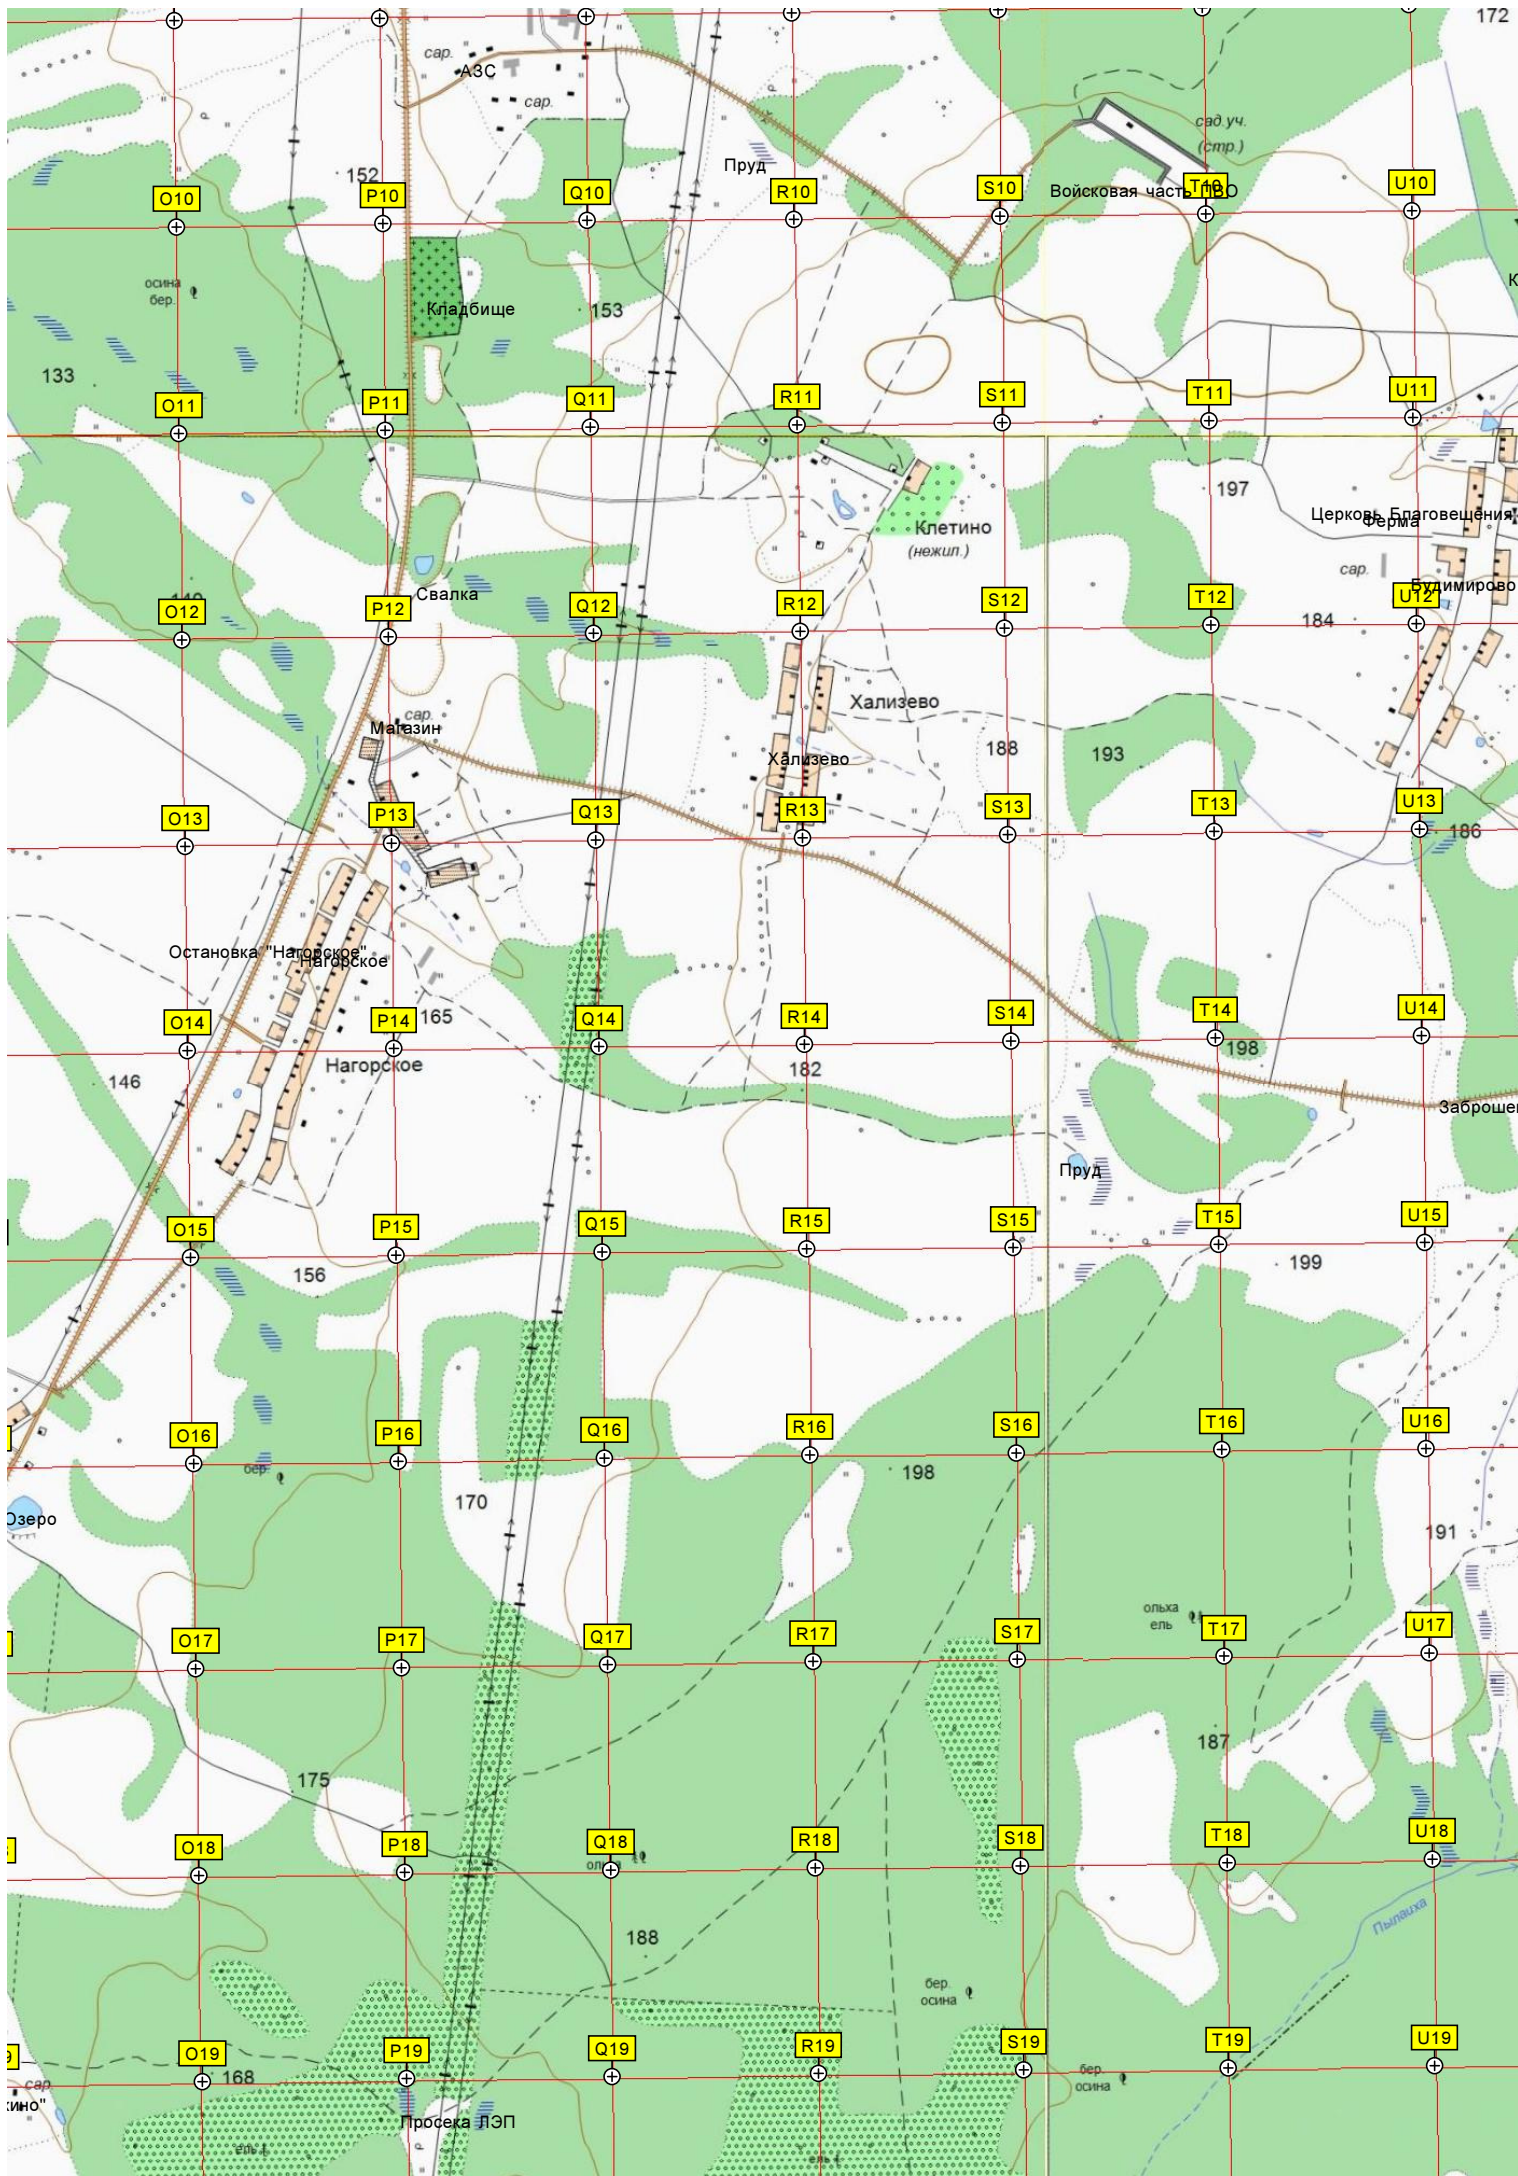 172
сар.
АЗС
сар.
сад.уч.
(стр.)
Пруд
152
O10
P10
Q10
R10
S10
Войсковая часть ПВО
T10
U10
осина
бер.
Кладбище
153
133
O11
P11
Q11
R11
S11
T11
U11
197
Клетино
(нежил.)
Церковь Благовещения
Ферма
сар.
Будимирово
Свалка
O12
P12
Q12
R12
S12
T12
U12
184
сар.
Магазин
Хализево
188
193
Хализево
O13
P13
Q13
R13
S13
T13
U13
186
Остановка "Нагорское"
Нагорское
O14
P14
165
Q14
R14
S14
T14
U14
198
146
Нагорское
182
Пруд
O15
P15
Q15
R15
S15
T15
U15
156
199
O16
P16
Q16
R16
S16
T16
U16
бер.
170
198
Озеро
191
ольха
ель
O17
P17
Q17
R17
S17
T17
U17
187
175
O18
P18
Q18
R18
S18
T18
U18
Пылаиха
188
бер.
осина
O19
P19
Q19
R19
S19
T19
U19
168
сар.
бер.
осина
Просека ЛЭП
ель
ель